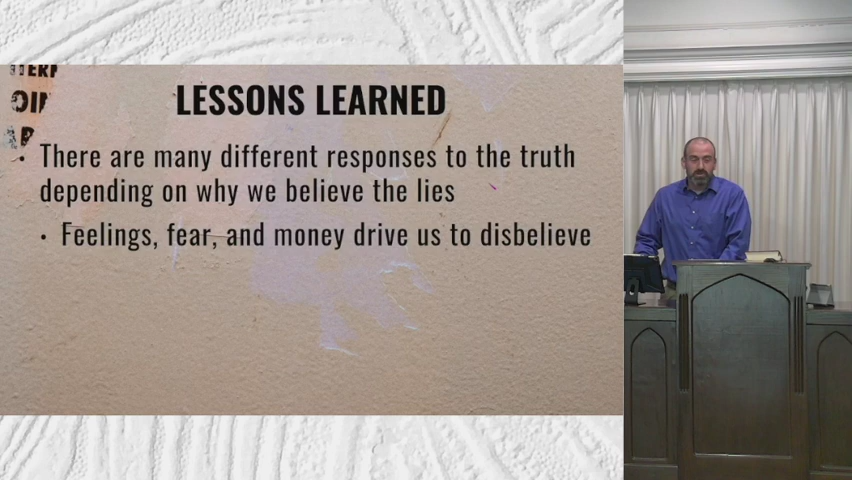 LESSONS LEARNED
• There are many different responses to the truth
depending on why we believe the lies
• Feelings, fear, and money drive us to disbelieve